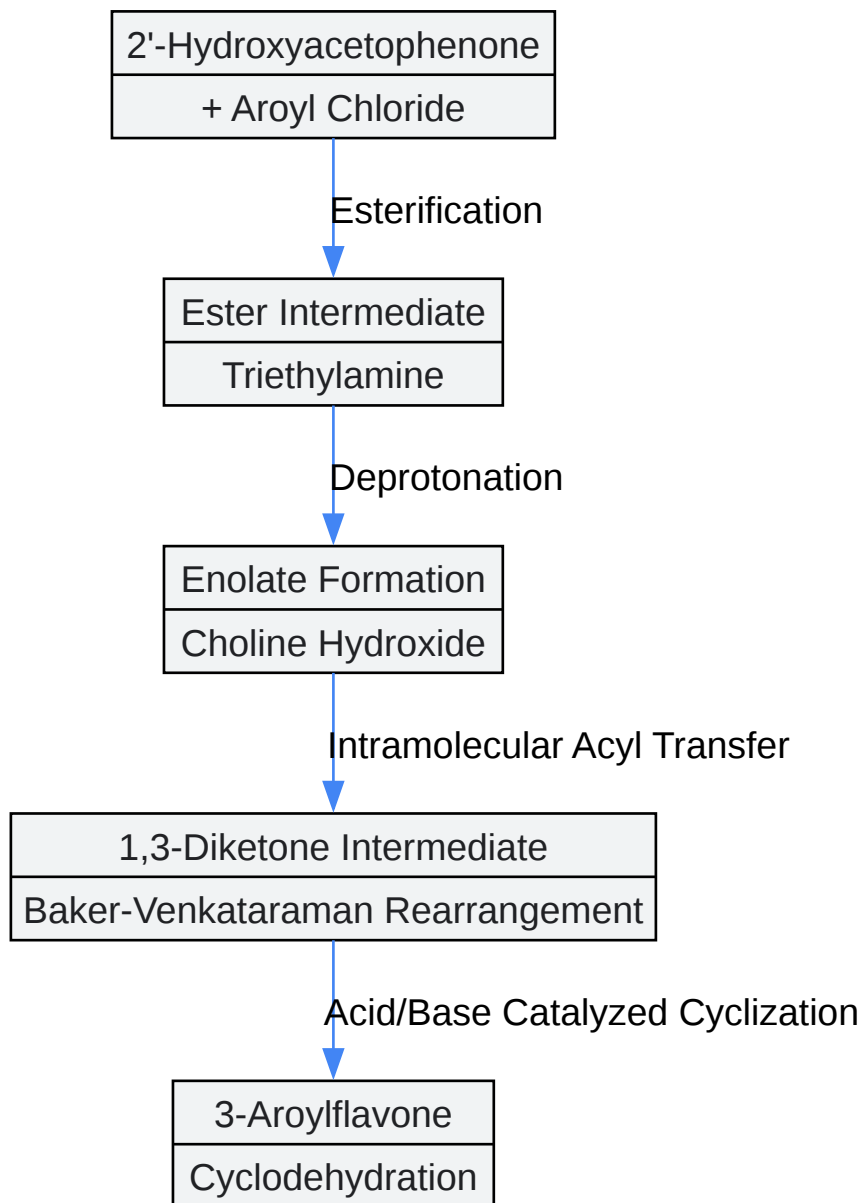 2'-Hydroxyacetophenone
+ Aroyl Chloride
Esterification
Ester Intermediate
Triethylamine
Deprotonation
Enolate Formation
Choline Hydroxide
Intramolecular Acyl Transfer
1,3-Diketone Intermediate
Baker-Venkataraman Rearrangement
Acid/Base Catalyzed Cyclization
3-Aroylflavone
Cyclodehydration